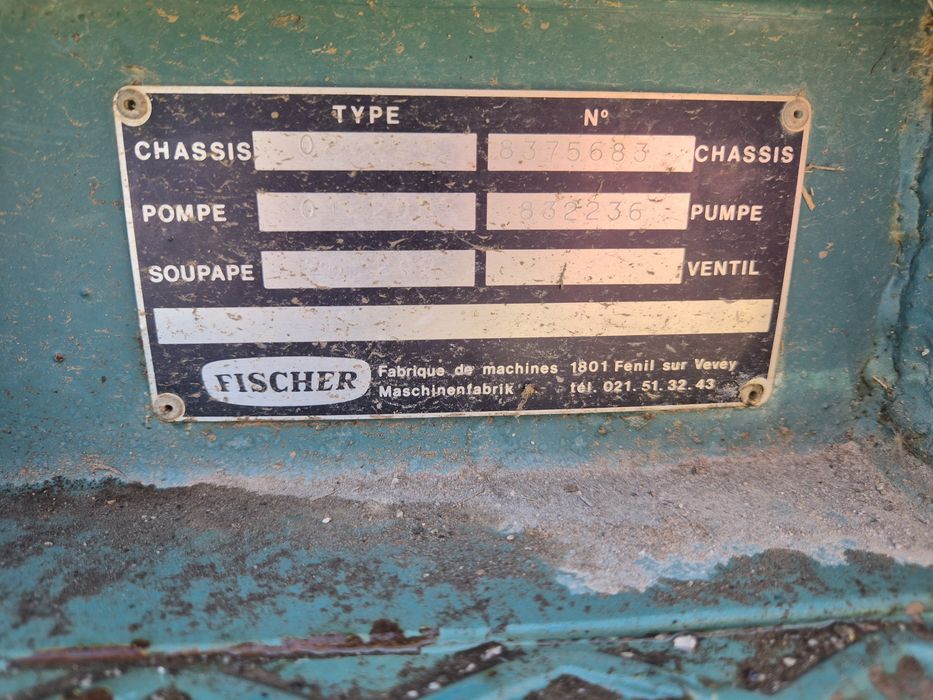 TYPE Nº
CHASSIS 8375683 CHASSIS
POMPE 832236 PUMPE
SOUPAPE VENTIL
FISCHER Fabrique de machines 1801 Fenil sur Vevey
Maschinenfabrik tél. 021. 51. 32. 43